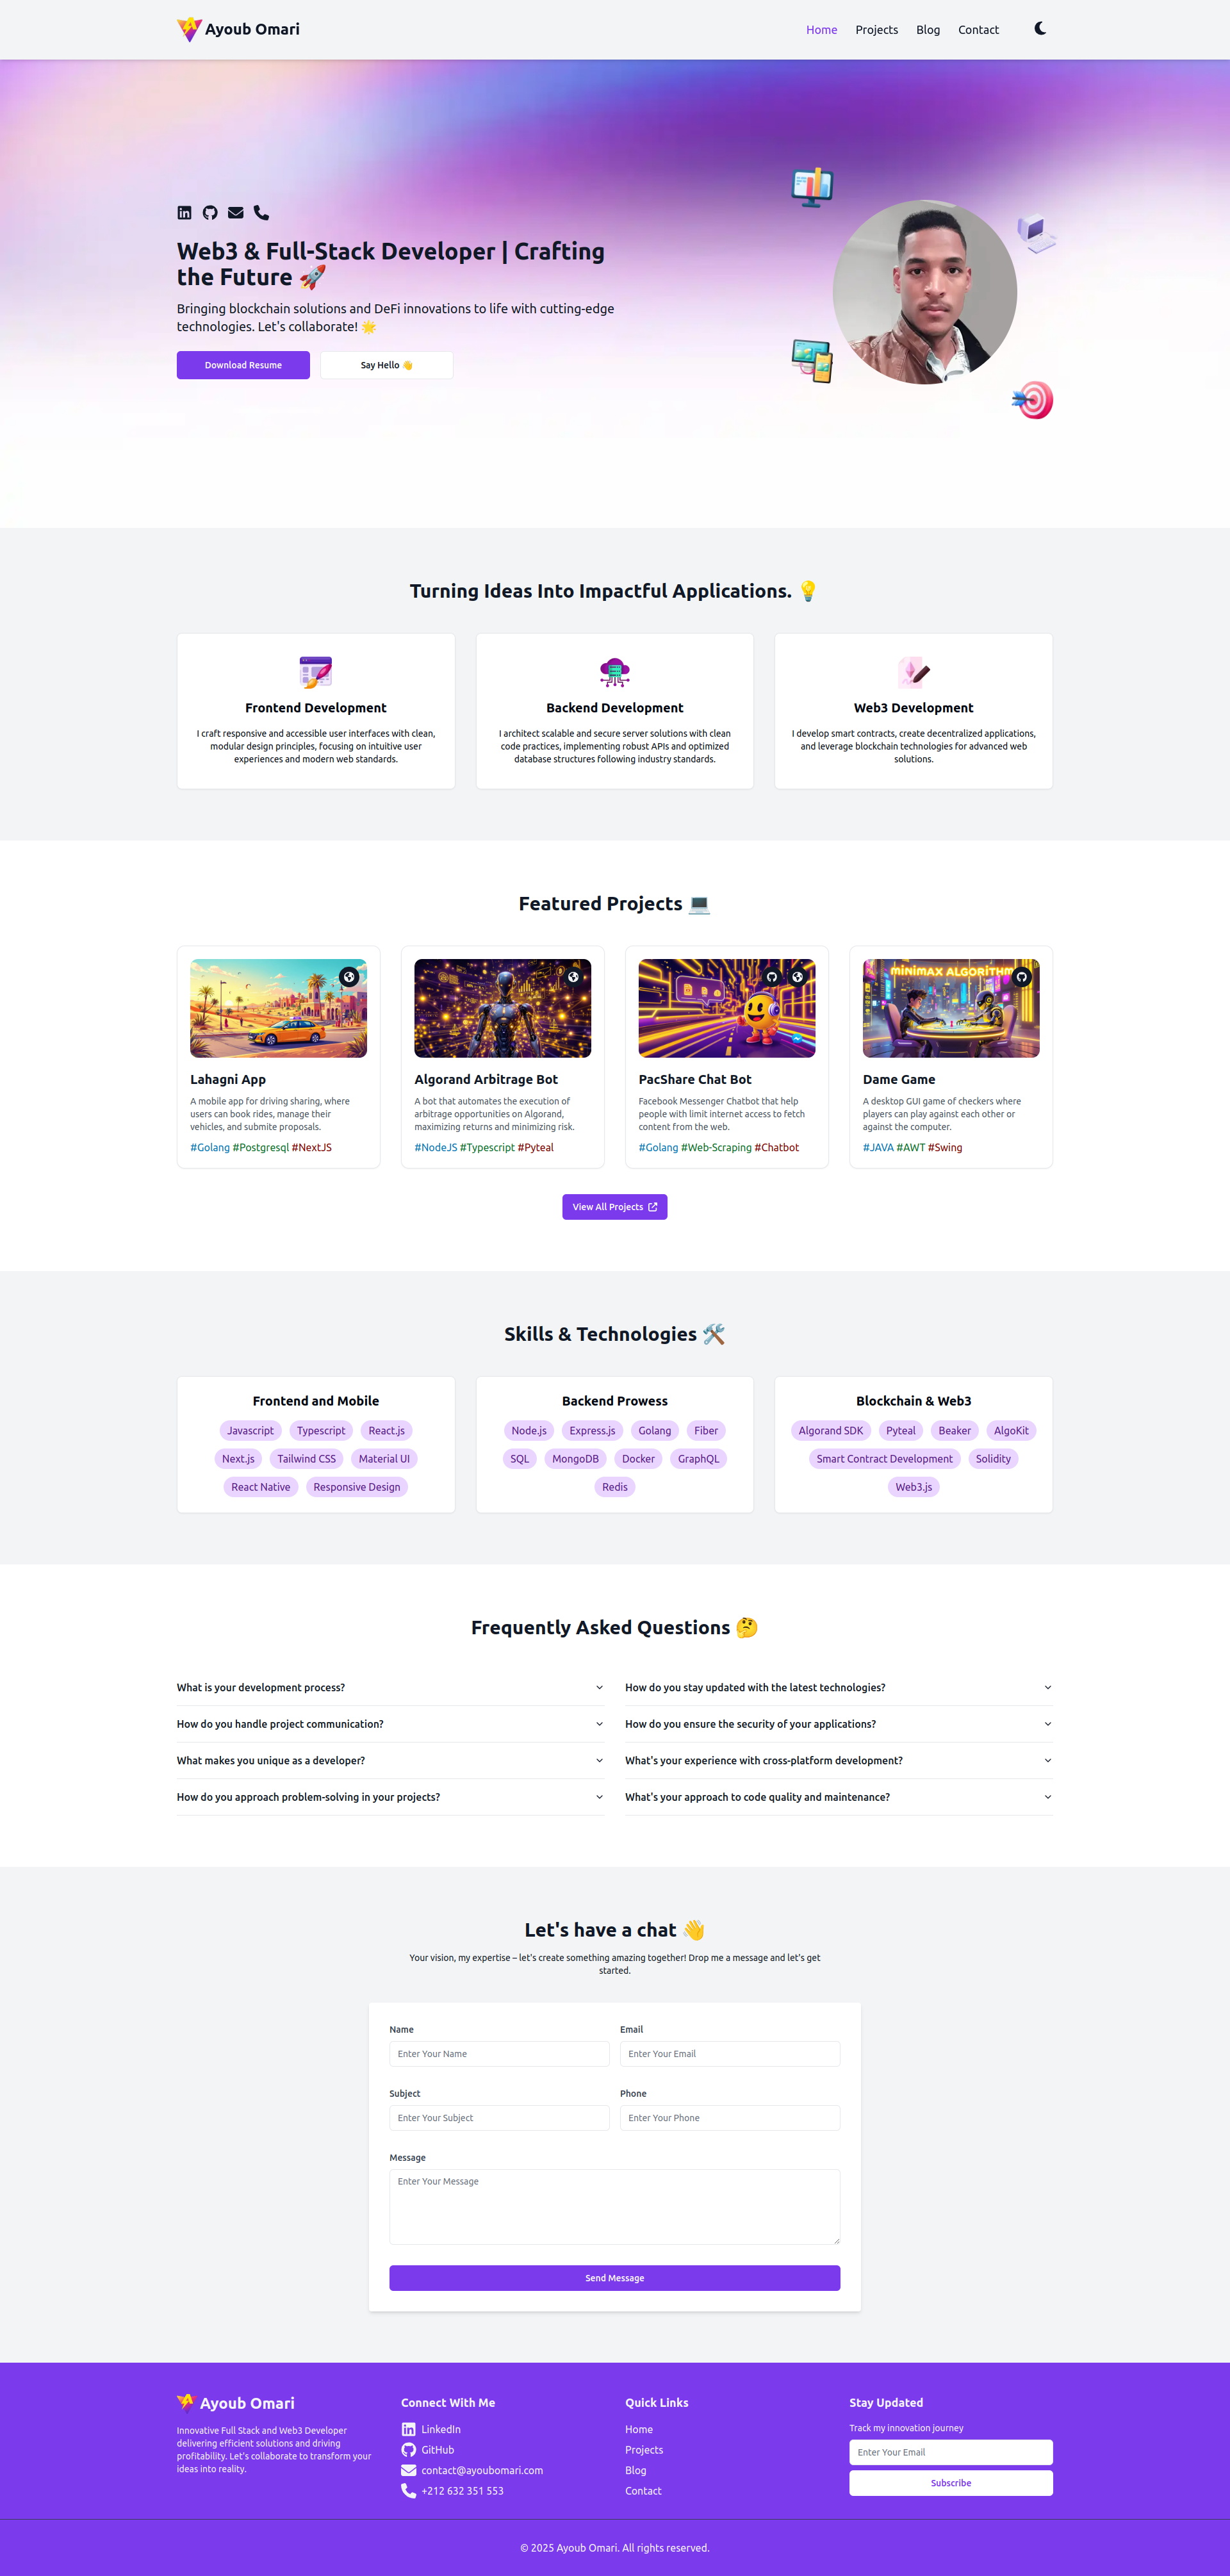 Ayoub Omari
Home
Projects
Blog
Contact
Web3 & Full-Stack Developer | Crafting
the Future 🚀
Bringing blockchain solutions and DeFi innovations to life with cutting-edge
technologies. Let's collaborate! 🌟
Download Resume
Say Hello 👋
Turning Ideas Into Impactful Applications. 💡
Frontend Development
I craft responsive and accessible user interfaces with clean,
modular design principles, focusing on intuitive user
experiences and modern web standards.
Backend Development
I architect scalable and secure server solutions with clean
code practices, implementing robust APIs and optimized
database structures following industry standards.
Web3 Development
I develop smart contracts, create decentralized applications,
and leverage blockchain technologies for advanced web
solutions.
Featured Projects 💻
Lahagni App
A mobile app for driving sharing, where
users can book rides, manage their
vehicles, and submite proposals.
#Golang #Postgresql #NextJS
Algorand Arbitrage Bot
A bot that automates the execution of
arbitrage opportunities on Algorand,
maximizing returns and minimizing risk.
#NodeJS #Typescript #Pyteal
PacShare Chat Bot
Facebook Messenger Chatbot that help
people with limit internet access to fetch
content from the web.
#Golang #Web-Scraping #Chatbot
MINIMAX ALGORITHM
Dame Game
A desktop GUI game of checkers where
players can play against each other or
against the computer.
#JAVA #AWT #Swing
View All Projects
Skills & Technologies 🛠️
Frontend and Mobile
Javascript
Typescript
React.js
Next.js
Tailwind CSS
Material UI
React Native
Responsive Design
Backend Prowess
Node.js
Express.js
Golang
Fiber
SQL
MongoDB
Docker
GraphQL
Redis
Blockchain & Web3
Algorand SDK
Pyteal
Beaker
AlgoKit
Smart Contract Development
Solidity
Web3.js
Frequently Asked Questions 🤔
What is your development process?
How do you handle project communication?
What makes you unique as a developer?
How do you approach problem-solving in your projects?
How do you stay updated with the latest technologies?
How do you ensure the security of your applications?
What's your experience with cross-platform development?
What's your approach to code quality and maintenance?
Let's have a chat 👋
Your vision, my expertise – let's create something amazing together! Drop me a message and let's get
started.
Name
Enter Your Name
Email
Enter Your Email
Subject
Enter Your Subject
Phone
Enter Your Phone
Message
Enter Your Message
Send Message
Ayoub Omari
Innovative Full Stack and Web3 Developer
delivering efficient solutions and driving
profitability. Let's collaborate to transform your
ideas into reality.
Connect With Me
LinkedIn
GitHub
contact@ayoubomari.com
+212 632 351 553
Quick Links
Home
Projects
Blog
Contact
Stay Updated
Track my innovation journey
Enter Your Email
Subscribe
© 2025 Ayoub Omari. All rights reserved.